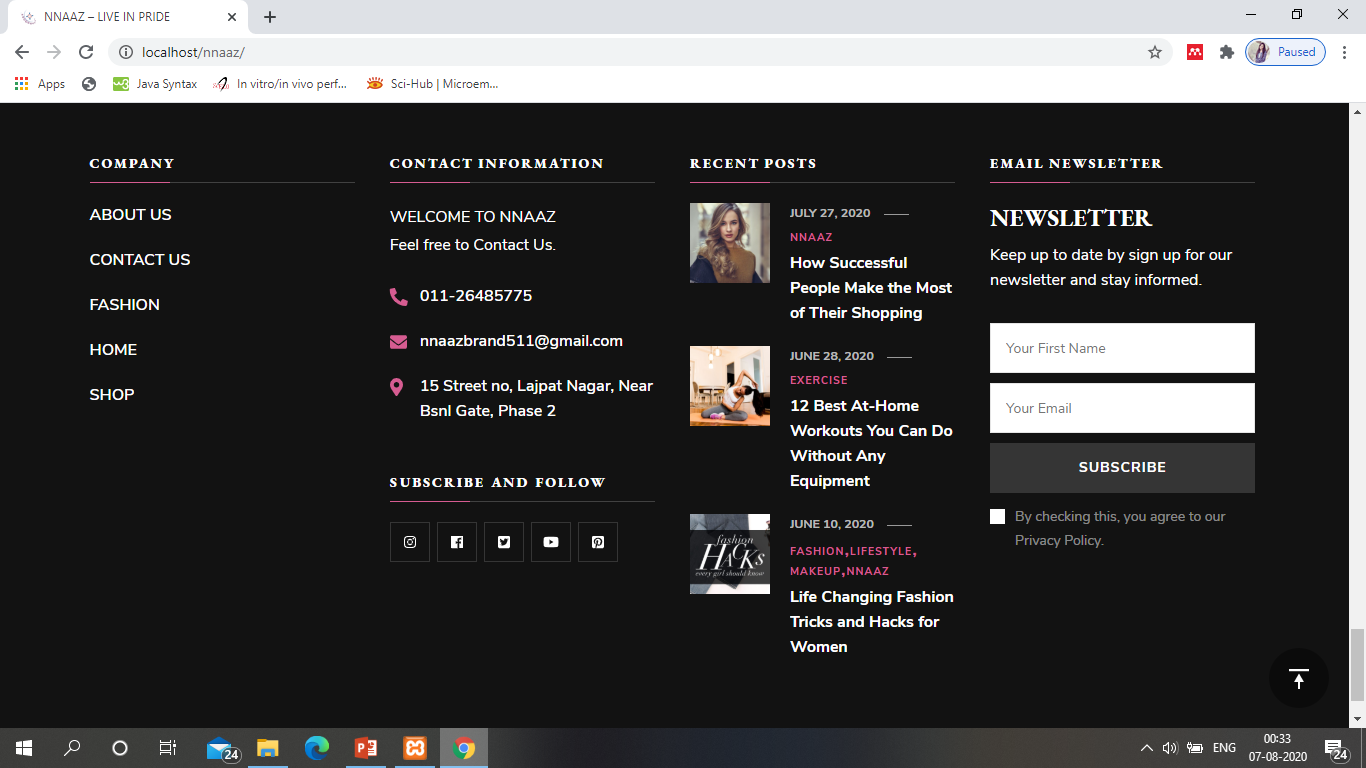 NNAAZ – LIVE IN PRIDE
localhost/nnaaz/
Paused
Apps
Java Syntax
In vitro/in vivo perf...
Sci-Hub | Microem...
COMPANY
ABOUT US
CONTACT US
FASHION
HOME
SHOP
CONTACT INFORMATION
WELCOME TO NNAAZ
Feel free to Contact Us.
011-26485775
nnaazbrand511@gmail.com
15 Street no, Lajpat Nagar, Near
Bsnl Gate, Phase 2
SUBSCRIBE AND FOLLOW
RECENT POSTS
JULY 27, 2020
NNAAZ
How Successful
People Make the Most
of Their Shopping
JUNE 28, 2020
EXERCISE
12 Best At-Home
Workouts You Can Do
Without Any
Equipment
fashion
HACKs
every girl should know
JUNE 10, 2020
FASHION,LIFESTYLE,
MAKEUP,NNAAZ
Life Changing Fashion
Tricks and Hacks for
Women
EMAIL NEWSLETTER
NEWSLETTER
Keep up to date by sign up for our
newsletter and stay informed.
Your First Name
Your Email
SUBSCRIBE
By checking this, you agree to our
Privacy Policy.
24
ENG
00:33
07-08-2020
24